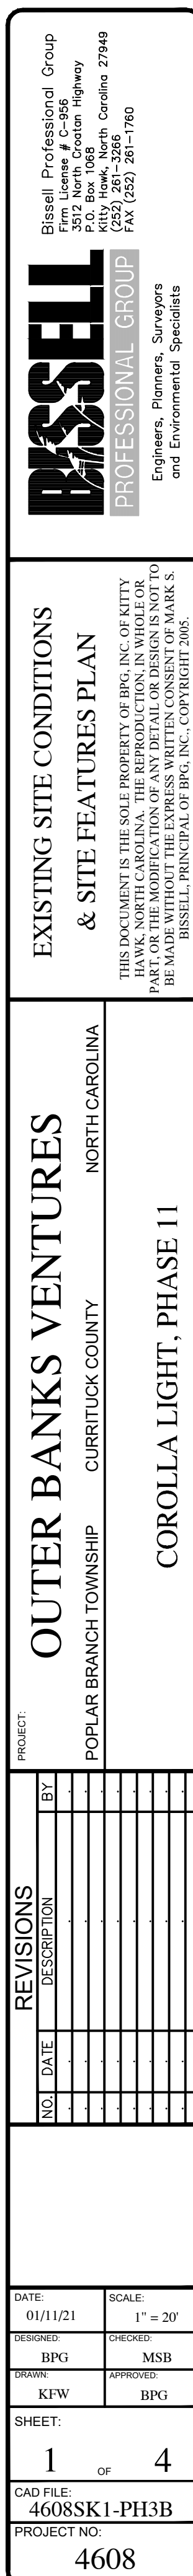 Bissell Professional Group
Firm License # C-956
3512 North Croatan Highway
P.O. Box 1068
Kitty Hawk, North Carolina 27949
(252) 261-3266
FAX (252) 261-1760
BISSELL
PROFESSIONAL GROUP
Engineers, Planners, Surveyors
and Environmental Specialists
EXISTING SITE CONDITIONS
& SITE FEATURES PLAN
THIS DOCUMENT IS THE SOLE PROPERTY OF BPG, INC. OF KITTY
HAWK, NORTH CAROLINA. THE REPRODUCTION, IN WHOLE OR
PART, OR THE MODIFICATION OF ANY DETAIL OR DESIGN IS NOT TO
BE MADE WITHOUT THE EXPRESS WRITTEN CONSENT OF MARK S.
BISSELL, PRINCIPAL OF BPG, INC., COPYRIGHT 2005.
PROJECT:
OUTER BANKS VENTURES
POPLAR BRANCH TOWNSHIP CURRITUCK COUNTY NORTH CAROLINA
COROLLA LIGHT, PHASE 11
REVISIONS
NO. DATE DESCRIPTION BY
DATE: SCALE:
01/11/21 1" = 20'
DESIGNED: CHECKED:
BPG MSB
DRAWN: APPROVED:
KFW BPG
SHEET:
1 OF 4
CAD FILE:
4608SK1-PH3B
PROJECT NO:
4608